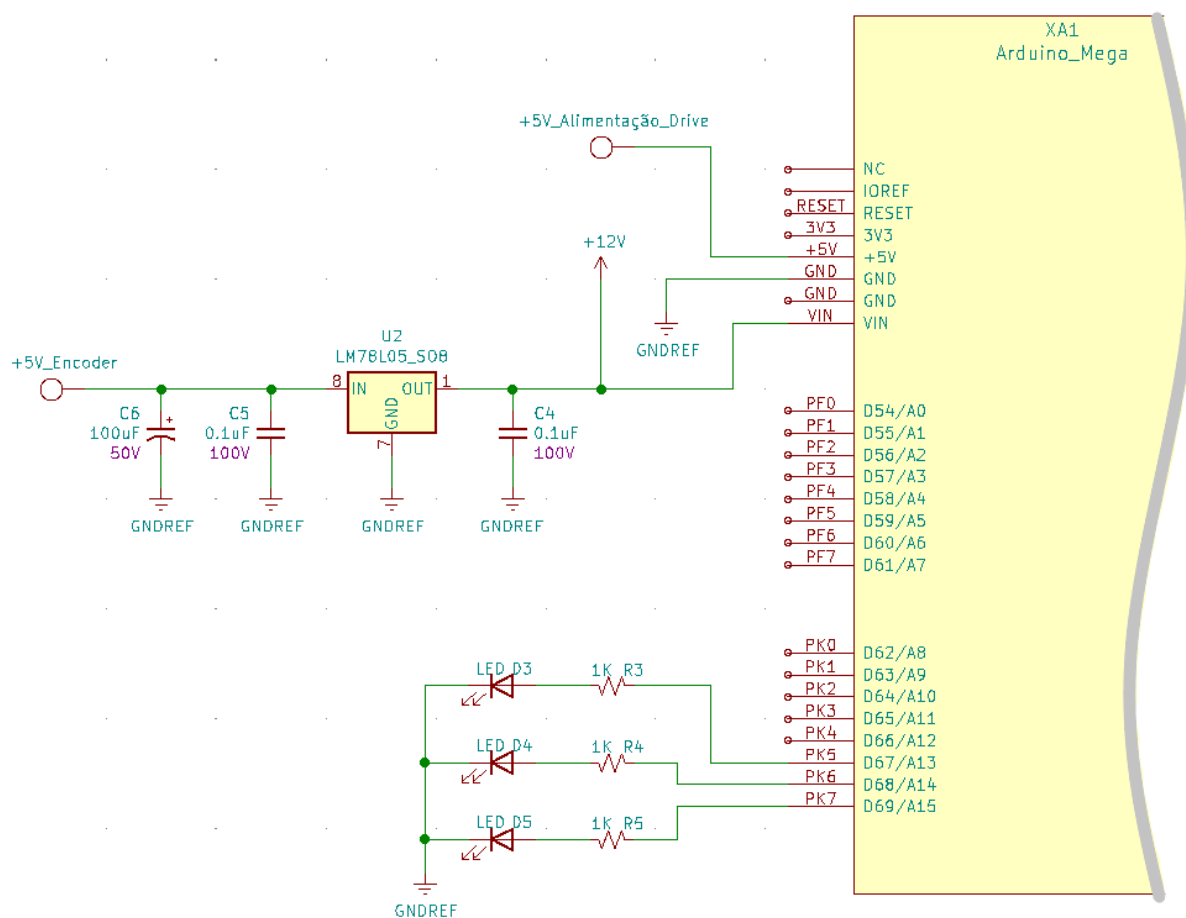 XA1
Arduino_Mega
+5V_Alimentação_Drive
NC
IOREF
RESET RESET
3V3 3V3
+5V +5V
GND GND
GND GND
VIN VIN
+12V
GNDREF
U2
LM78L05_SO8
+5V_Encoder
8 IN OUT 1
GND
7
C6
100uF
50V
C5
0.1uF
100V
C4
0.1uF
100V
GNDREF GNDREF GNDREF GNDREF
PF0 D54/A0
PF1 D55/A1
PF2 D56/A2
PF3 D57/A3
PF4 D58/A4
PF5 D59/A5
PF6 D60/A6
PF7 D61/A7
PK0 D62/A8
PK1 D63/A9
PK2 D64/A10
PK3 D65/A11
PK4 D66/A12
PK5 D67/A13
PK6 D68/A14
PK7 D69/A15
LED D3 1K R3
LED D4 1K R4
LED D5 1K R5
GNDREF